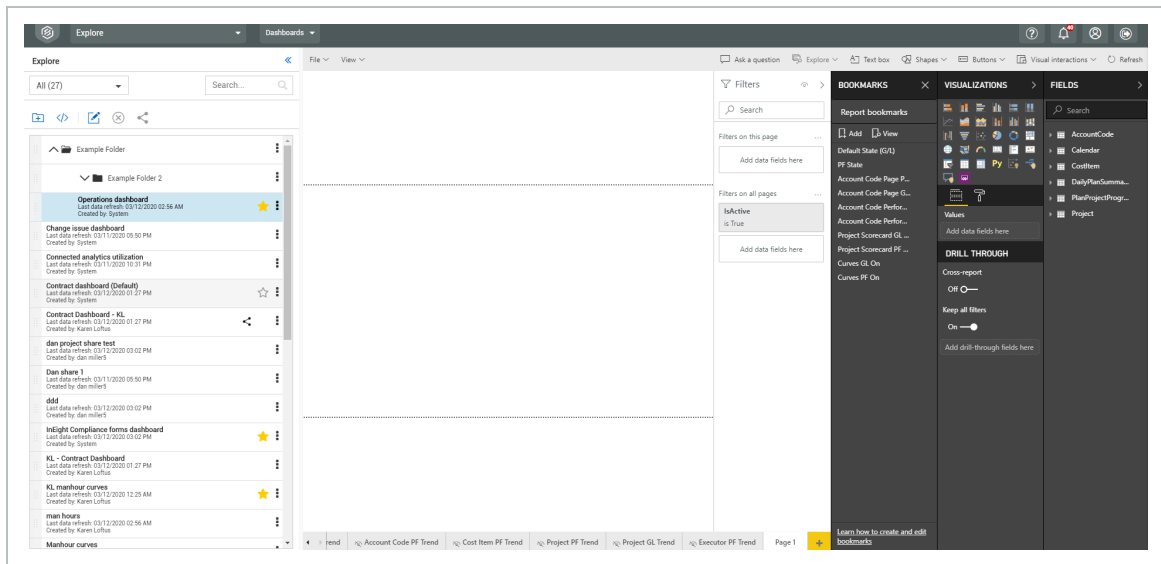 Explore
Dashboards
46
Explore
File
View
Ask a question
Explore
Text box
Shapes
Buttons
Visual interactions
Refresh
All (27)
Search...
Example Folder
Example Folder 2
Operations dashboard
Last data refresh: 03/12/2020 02:56 AM
Created by: System
Change issue dashboard
Last data refresh: 03/11/2020 05:50 PM
Created by: System
Connected analytics utilization
Last data refresh: 03/11/2020 10:31 PM
Created by: System
Contract dashboard (Default)
Last data refresh: 03/12/2020 01:27 PM
Created by: System
Contract Dashboard - KL
Last data refresh: 03/12/2020 01:27 PM
Created by: Karen Loftus
dan project share test
Last data refresh: 03/12/2020 03:02 PM
Created by: dan miller5
Dan share 1
Last data refresh: 03/11/2020 05:50 PM
Created by: dan miller5
ddd
Last data refresh: 03/12/2020 03:02 PM
Created by: dan miller5
InEight Compliance forms dashboard
Last data refresh: 03/12/2020 03:02 PM
Created by: System
KL - Contract Dashboard
Last data refresh: 03/12/2020 01:27 PM
Created by: Karen Loftus
KL manhour curves
Last data refresh: 03/12/2020 12:25 AM
Created by: Karen Loftus
man hours
Last data refresh: 03/12/2020 02:56 AM
Created by: Karen Loftus
Manhour curves
Filters
Search
Filters on this page
...
Add data fields here
Filters on all pages
...
IsActive
is True
Add data fields here
BOOKMARKS
Report bookmarks
Add
View
Default State (G/L)
PF State
Account Code Page P...
Account Code Page G...
Account Code Perfor...
Account Code Perfor...
Project Scorecard GL ...
Project Scorecard PF ...
Curves GL On
Curves PF On
Learn how to create and edit
bookmarks
VISUALIZATIONS
Py
Values
Add data fields here
DRILL THROUGH
Cross-report
Off
Keep all filters
On
Add drill-through fields here
FIELDS
Search
AccountCode
Calendar
CostItem
DailyPlanSumma...
PlanProjectProgr...
Project
rend
Account Code PF Trend
Cost Item PF Trend
Project PF Trend
Project GL Trend
Executor PF Trend
Page 1
+